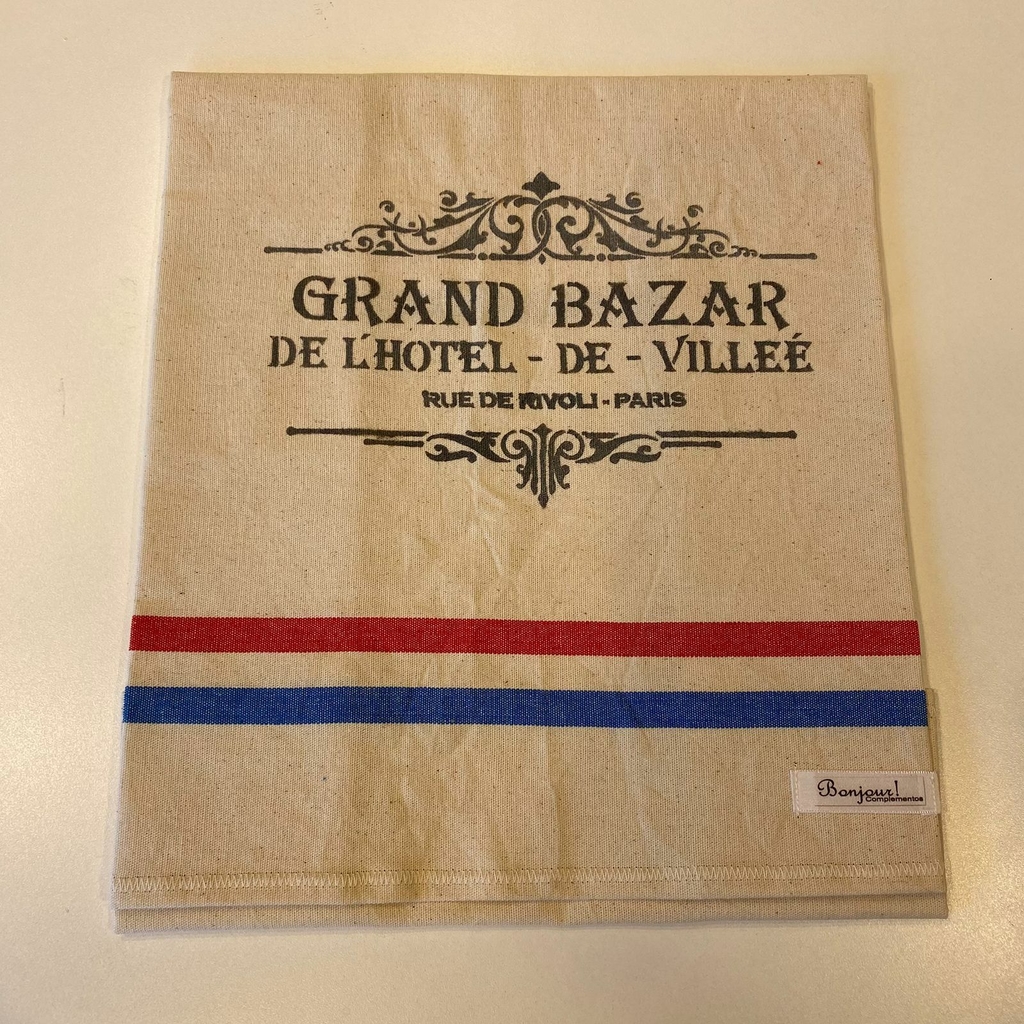 GRAND BAZAR
DE L'HOTEL - DE - VILLEÉ
RUE DE RIVOLI - PARIS
Bonjour!
Complementos